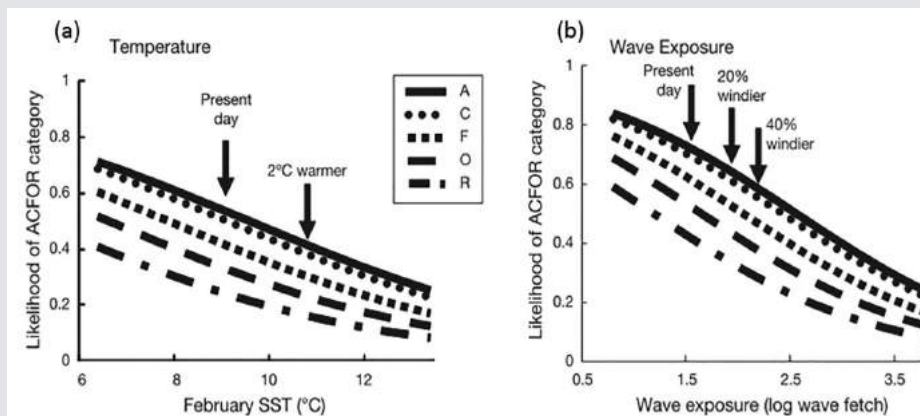 (a)
Temperature
Likelihood of ACFOR category
1
0.8
0.6
0.4
0.2
0
Present
day
2°C warmer
A
C
F
O
R
6
8
10
12
February SST (°C)
(b)
Wave Exposure
Likelihood of ACFOR category
1
0.8
0.6
0.4
0.2
0
Present
day
20%
windier
40%
windier
0.5
1.5
2.5
3.5
Wave exposure (log wave fetch)